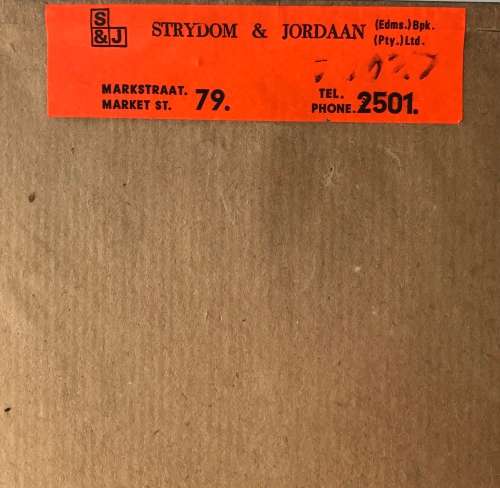 S
&J
STRYDOM & JORDAAN (Edms.) Bpk.
(Pty.) Ltd.
MARKSTRAAT. 79. TEL. 2501.
MARKET ST. PHONE.